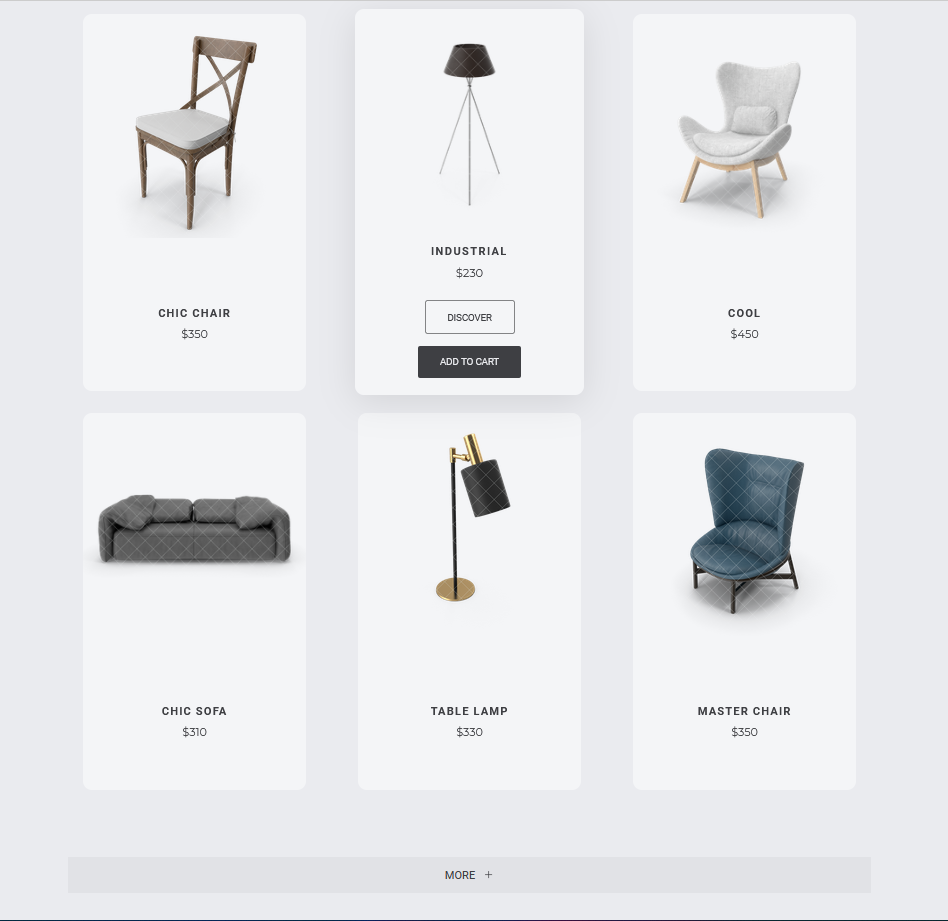 CHIC CHAIR
$350
INDUSTRIAL
$230
DISCOVER
ADD TO CART
COOL
$450
CHIC SOFA
$310
TABLE LAMP
$330
MASTER CHAIR
$350
MORE +